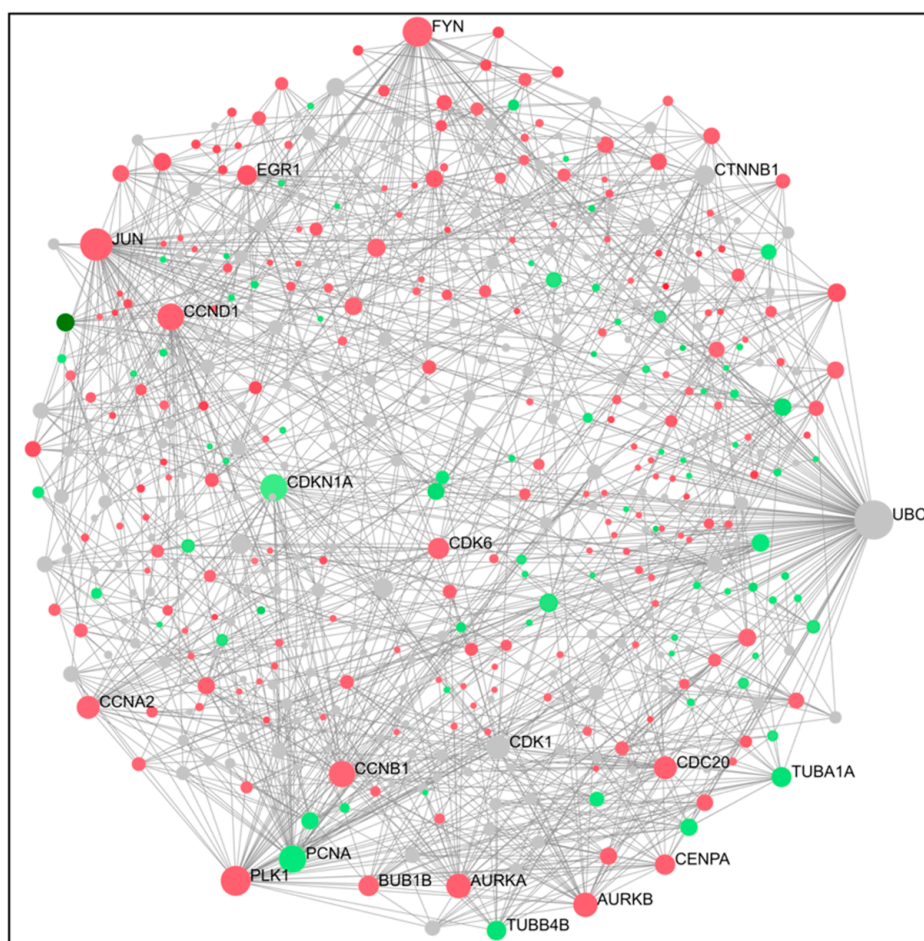 FYN
EGR1
CTNNB1
JUN
CCND1
CDKN1A
UBC
CDK6
CCNA2
CDK1
CCNB1
CDC20
TUBA1A
PCNA
CENPA
PLK1
BUB1B
AURKA
AURKB
TUBB4B